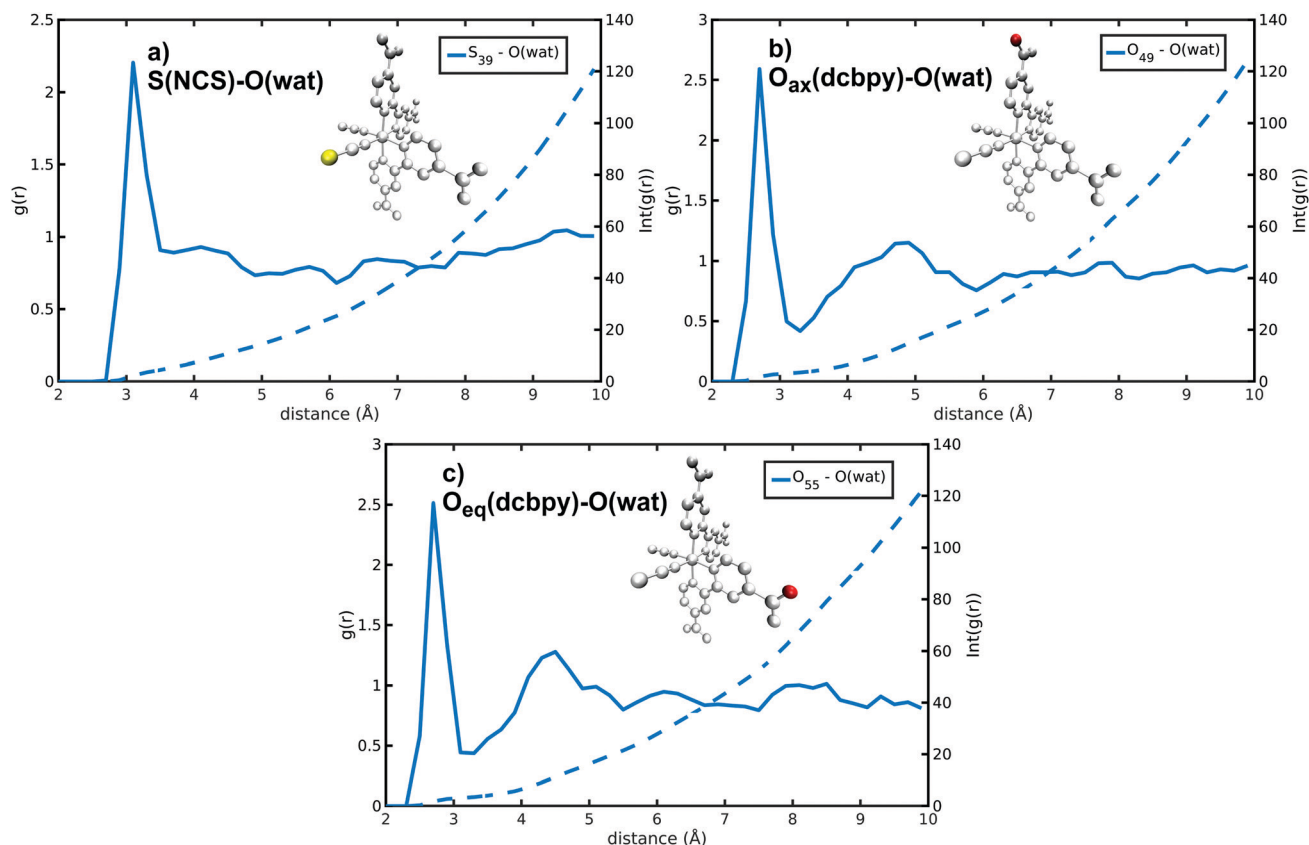 a)
S(NCS)-O(wat)
S39 - O(wat)
2.5
2
1.5
1
0.5
0
g(r)
140
120
100
80
60
40
20
0
Int(g(r))
2 3 4 5 6 7 8 9 10
distance (Å)
b)
Oax(dcbpy)-O(wat)
O49 - O(wat)
3
2.5
2
1.5
1
0.5
0
g(r)
140
120
100
80
60
40
20
0
Int(g(r))
2 3 4 5 6 7 8 9 10
distance (Å)
c)
Oeq(dcbpy)-O(wat)
O55 - O(wat)
3
2.5
2
1.5
1
0.5
0
g(r)
140
120
100
80
60
40
20
0
Int(g(r))
2 3 4 5 6 7 8 9 10
distance (Å)